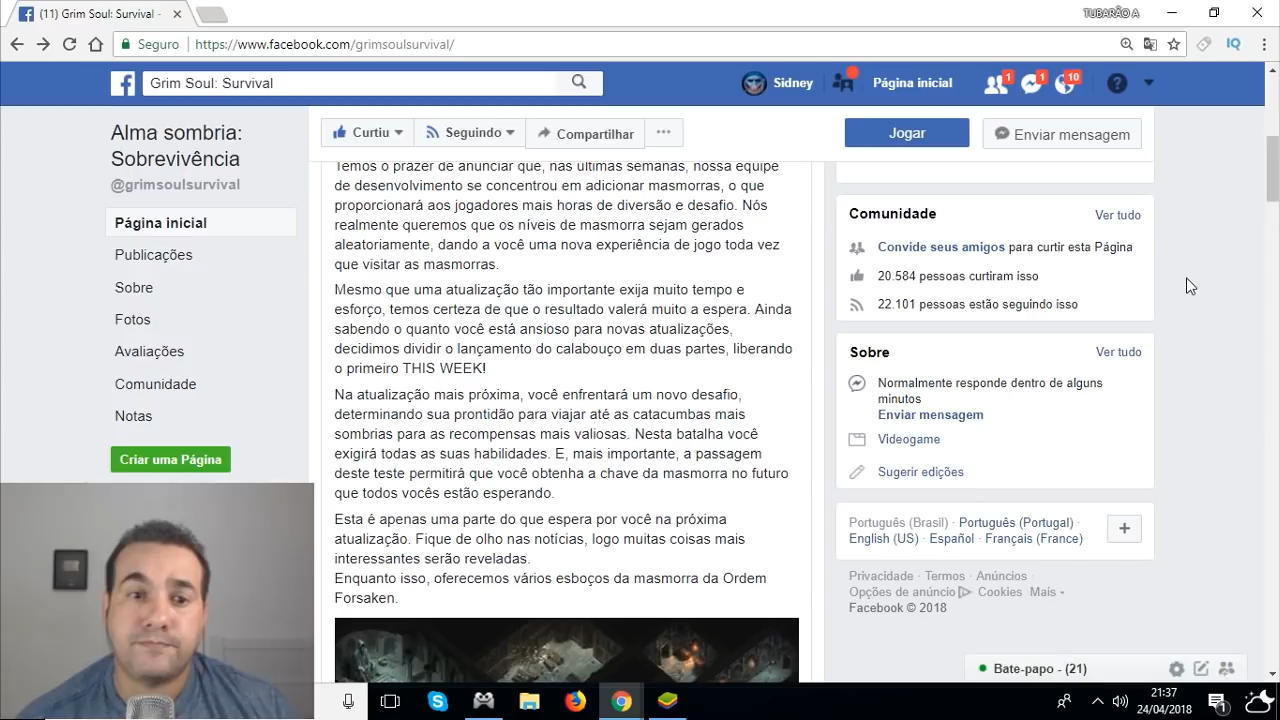 (11) Grim Soul: Survival -
TUBARÃO A
Seguro
https://www.facebook.com/grimsoulsurvival/
Grim Soul: Survival
Sidney
Página inicial
1
1
10
Alma sombria:
Sobrevivência
@grimsoulsurvival
Página inicial
Publicações
Sobre
Fotos
Avaliações
Comunidade
Notas
Criar uma Página
Curtiu
Seguindo
Compartilhar
Jogar
Enviar mensagem
Temos o prazer de anunciar que, nas últimas semanas, nossa equipe
de desenvolvimento se concentrou em adicionar masmorras, o que
proporcionará aos jogadores mais horas de diversão e desafio. Nós
realmente queremos que os níveis de masmorra sejam gerados
aleatoriamente, dando a você uma nova experiência de jogo toda vez
que visitar as masmorras.
Mesmo que uma atualização tão importante exija muito tempo e
esforço, temos certeza de que o resultado valerá muito a espera. Ainda
sabendo o quanto você está ansioso para novas atualizações,
decidimos dividir o lançamento do calabouço em duas partes, liberando
o primeiro THIS WEEK!
Na atualização mais próxima, você enfrentará um novo desafio,
determinando sua prontidão para viajar até as catacumbas mais
sombrias para as recompensas mais valiosas. Nesta batalha você
exigirá todas as suas habilidades. E, mais importante, a passagem
deste teste permitirá que você obtenha a chave da masmorra no futuro
que todos vocês estão esperando.
Esta é apenas uma parte do que espera por você na próxima
atualização. Fique de olho nas notícias, logo muitas coisas mais
interessantes serão reveladas.
Enquanto isso, oferecemos vários esboços da masmorra da Ordem
Forsaken.
Comunidade
Ver tudo
Convide seus amigos para curtir esta Página
20.584 pessoas curtiram isso
22.101 pessoas estão seguindo isso
Sobre
Ver tudo
Normalmente responde dentro de alguns
minutos
Enviar mensagem
Videogame
Sugerir edições
Português (Brasil) · Português (Portugal) ·
English (US) · Español · Français (France)
Privacidade · Termos · Anúncios ·
Opções de anúncio · Cookies · Mais
Facebook © 2018
Bate-papo - (21)
21:37
24/04/2018
1